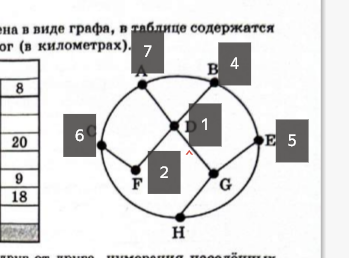 ена в виде графа, в таблице содержатся
ог (в километрах).
7
A
B
4
8
6
C
D
1
E
5
20
F
2
G
9
18
H